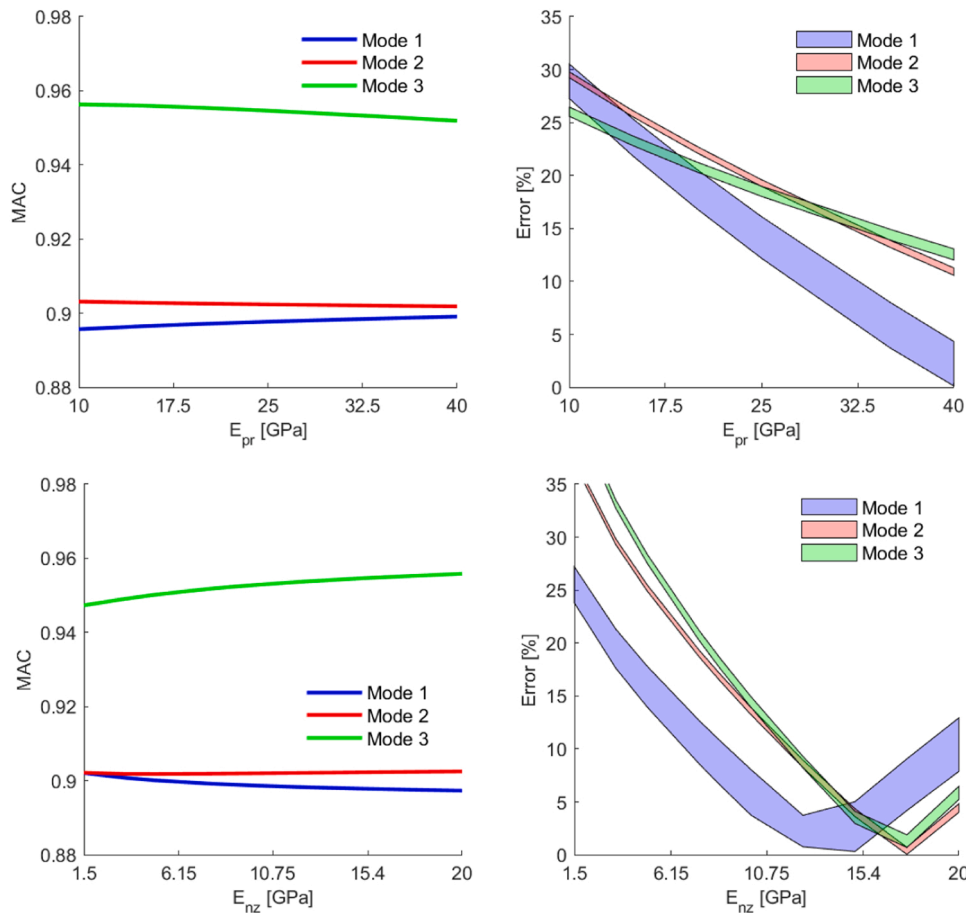 0.98
0.96
0.94
0.92
0.9
0.88
MAC
10 17.5 25 32.5 40
E_pr [GPa]
Mode 1
Mode 2
Mode 3
35
30
25
20
15
10
5
0
Error [%]
10 17.5 25 32.5 40
E_pr [GPa]
Mode 1
Mode 2
Mode 3
0.98
0.96
0.94
0.92
0.9
0.88
MAC
1.5 6.15 10.75 15.4 20
E_nz [GPa]
Mode 1
Mode 2
Mode 3
35
30
25
20
15
10
5
0
Error [%]
1.5 6.15 10.75 15.4 20
E_nz [GPa]
Mode 1
Mode 2
Mode 3